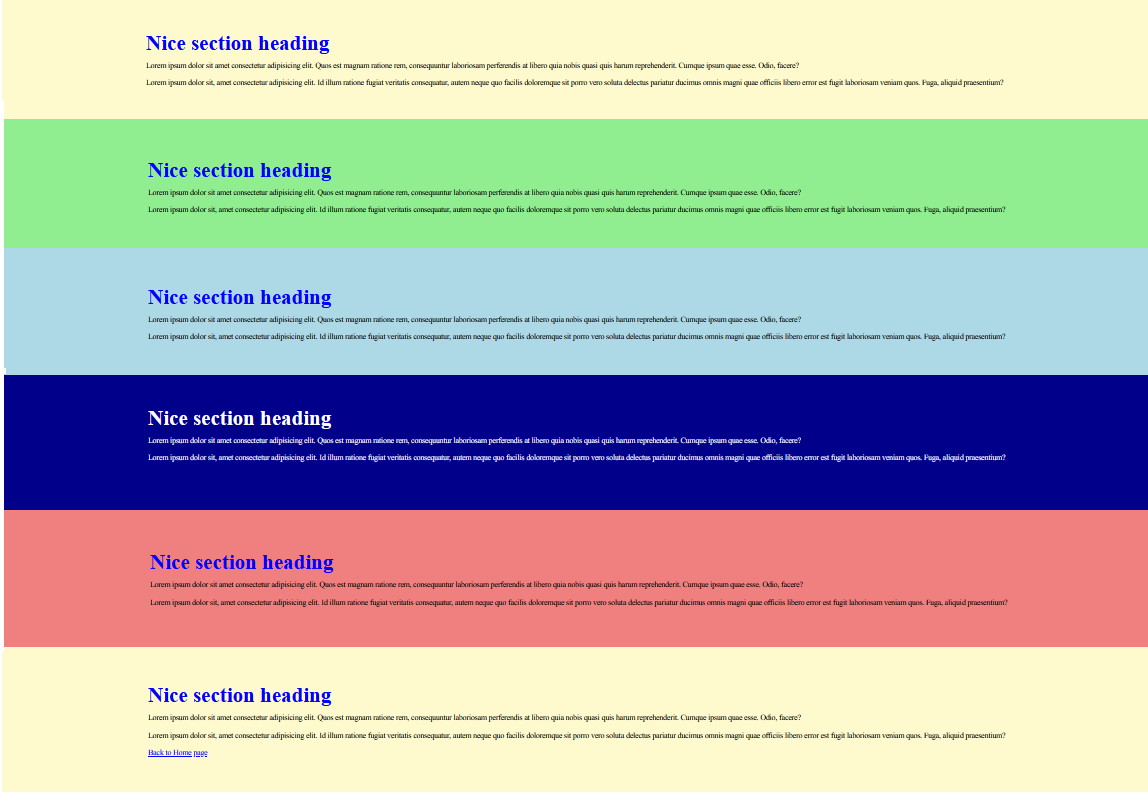 Nice section heading
Lorem ipsum dolor sit amet consectetur adipisicing elit. Quos est magnam ratione rem, consequuntur laboriosam perferendis at libero quia nobis quasi quis harum reprehenderit. Cumque ipsum quae esse. Odio, facere?
Lorem ipsum dolor sit, amet consectetur adipisicing elit. Id illum ratione fugiat veritatis consequatur, autem neque quo facilis doloremque sit porro vero soluta delectus pariatur ducimus omnis magni quae officiis libero error est fugit laboriosam veniam quos. Fuga, aliquid praesentium?
Nice section heading
Lorem ipsum dolor sit amet consectetur adipisicing elit. Quos est magnam ratione rem, consequuntur laboriosam perferendis at libero quia nobis quasi quis harum reprehenderit. Cumque ipsum quae esse. Odio, facere?
Lorem ipsum dolor sit, amet consectetur adipisicing elit. Id illum ratione fugiat veritatis consequatur, autem neque quo facilis doloremque sit porro vero soluta delectus pariatur ducimus omnis magni quae officiis libero error est fugit laboriosam veniam quos. Fuga, aliquid praesentium?
Nice section heading
Lorem ipsum dolor sit amet consectetur adipisicing elit. Quos est magnam ratione rem, consequuntur laboriosam perferendis at libero quia nobis quasi quis harum reprehenderit. Cumque ipsum quae esse. Odio, facere?
Lorem ipsum dolor sit, amet consectetur adipisicing elit. Id illum ratione fugiat veritatis consequatur, autem neque quo facilis doloremque sit porro vero soluta delectus pariatur ducimus omnis magni quae officiis libero error est fugit laboriosam veniam quos. Fuga, aliquid praesentium?
Nice section heading
Lorem ipsum dolor sit amet consectetur adipisicing elit. Quos est magnam ratione rem, consequuntur laboriosam perferendis at libero quia nobis quasi quis harum reprehenderit. Cumque ipsum quae esse. Odio, facere?
Lorem ipsum dolor sit, amet consectetur adipisicing elit. Id illum ratione fugiat veritatis consequatur, autem neque quo facilis doloremque sit porro vero soluta delectus pariatur ducimus omnis magni quae officiis libero error est fugit laboriosam veniam quos. Fuga, aliquid praesentium?
Nice section heading
Lorem ipsum dolor sit amet consectetur adipisicing elit. Quos est magnam ratione rem, consequuntur laboriosam perferendis at libero quia nobis quasi quis harum reprehenderit. Cumque ipsum quae esse. Odio, facere?
Lorem ipsum dolor sit, amet consectetur adipisicing elit. Id illum ratione fugiat veritatis consequatur, autem neque quo facilis doloremque sit porro vero soluta delectus pariatur ducimus omnis magni quae officiis libero error est fugit laboriosam veniam quos. Fuga, aliquid praesentium?
Nice section heading
Lorem ipsum dolor sit amet consectetur adipisicing elit. Quos est magnam ratione rem, consequuntur laboriosam perferendis at libero quia nobis quasi quis harum reprehenderit. Cumque ipsum quae esse. Odio, facere?
Lorem ipsum dolor sit, amet consectetur adipisicing elit. Id illum ratione fugiat veritatis consequatur, autem neque quo facilis doloremque sit porro vero soluta delectus pariatur ducimus omnis magni quae officiis libero error est fugit laboriosam veniam quos. Fuga, aliquid praesentium?
Back to Home page